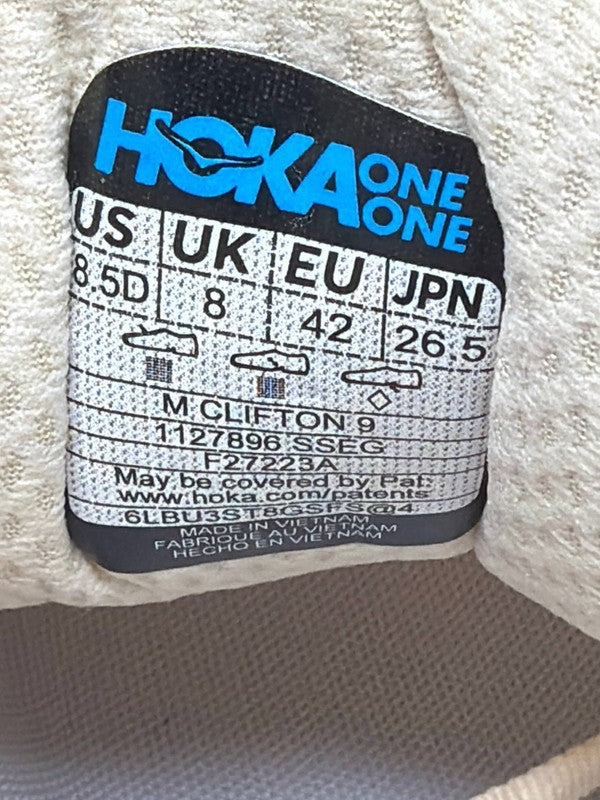 HOKA ONE ONE
US UK EU JPN
8.5D 8 42 26.5
M CLIFTON 9
1127896 SSEG
F27223A
May be covered by Pat:
www.hoka.com/patents
6LBU3ST8GSFS@4
MADE IN VIETNAM
FABRIQUE AU VIETNAM
HECHO EN VIETNAM